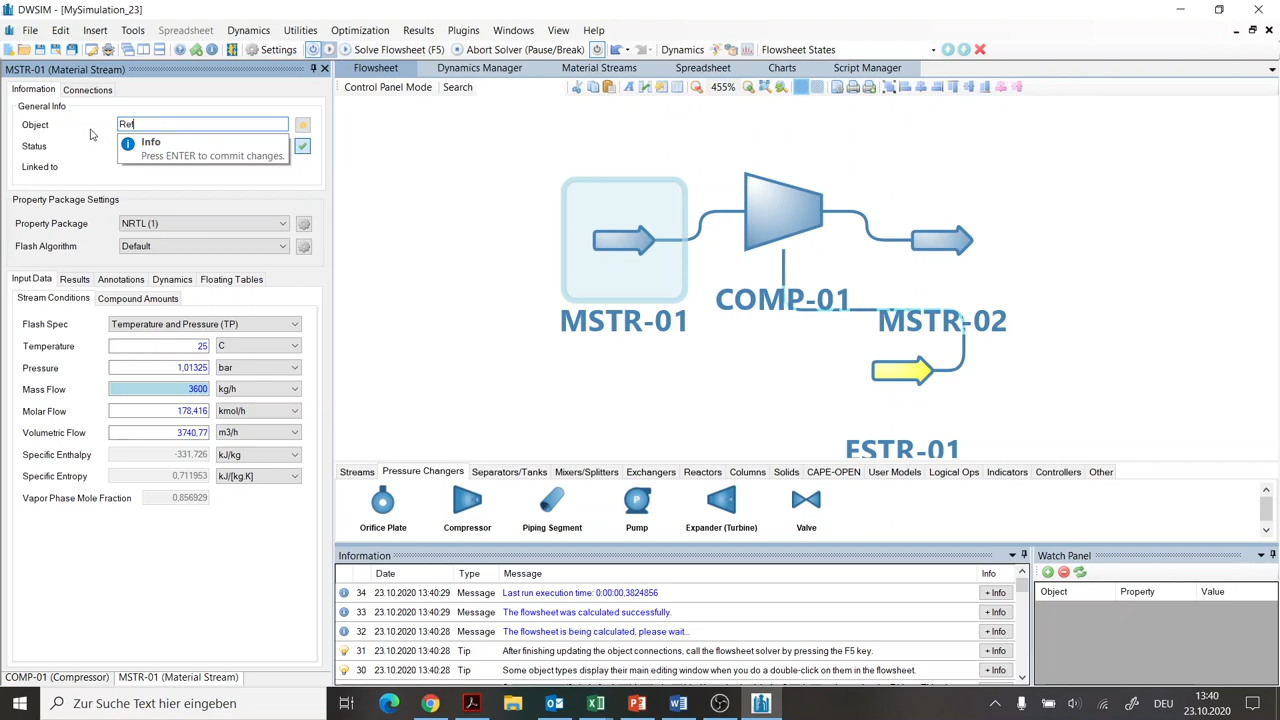 DWSIM - [MySimulation_23]
File Edit Insert Tools Spreadsheet Dynamics Utilities Optimization Results Plugins Windows View Help
Settings Solve Flowsheet (F5) Abort Solver (Pause/Break) Dynamics Flowsheet States
MSTR-01 (Material Stream)
Flowsheet Dynamics Manager Material Streams Spreadsheet Charts Script Manager
Information Connections
Control Panel Mode Search 455%
General Info
Object Ref
Info
Press ENTER to commit changes.
Status
Linked to
Property Package Settings
Property Package NRTL (1)
Flash Algorithm Default
Input Data Results Annotations Dynamics Floating Tables
Stream Conditions Compound Amounts
Flash Spec Temperature and Pressure (TP)
Temperature 25 C
Pressure 1,01325 bar
Mass Flow 3600 kg/h
Molar Flow 178,416 kmol/h
Volumetric Flow 3740,77 m3/h
Specific Enthalpy -331,726 kJ/kg
Specific Entropy 0,711953 kJ/[kg.K]
Vapor Phase Mole Fraction 0,856929
COMP-01
MSTR-01
MSTR-02
ESTR-01
Streams Pressure Changers Separators/Tanks Mixers/Splitters Exchangers Reactors Columns Solids CAPE-OPEN User Models Logical Ops Indicators Controllers Other
P
Orifice Plate Compressor Piping Segment Pump Expander (Turbine) Valve
Information
Date Type Message Info
34 23.10.2020 13:40:29 Message Last run execution time: 0:00:00,3824856 + Info
33 23.10.2020 13:40:29 Message The flowsheet was calculated successfully. + Info
32 23.10.2020 13:40:28 Message The flowsheet is being calculated, please wait... + Info
31 23.10.2020 13:40:28 Tip After finishing updating the object connections, call the flowsheet solver by pressing the F5 key. + Info
30 23.10.2020 13:40:28 Tip Some object types display their main editing window when you do a double-click on them in the flowsheet. + Info
Watch Panel
Object Property Value
COMP-01 (Compressor) MSTR-01 (Material Stream)
Zur Suche Text hier eingeben
DEU
13:40
23.10.2020